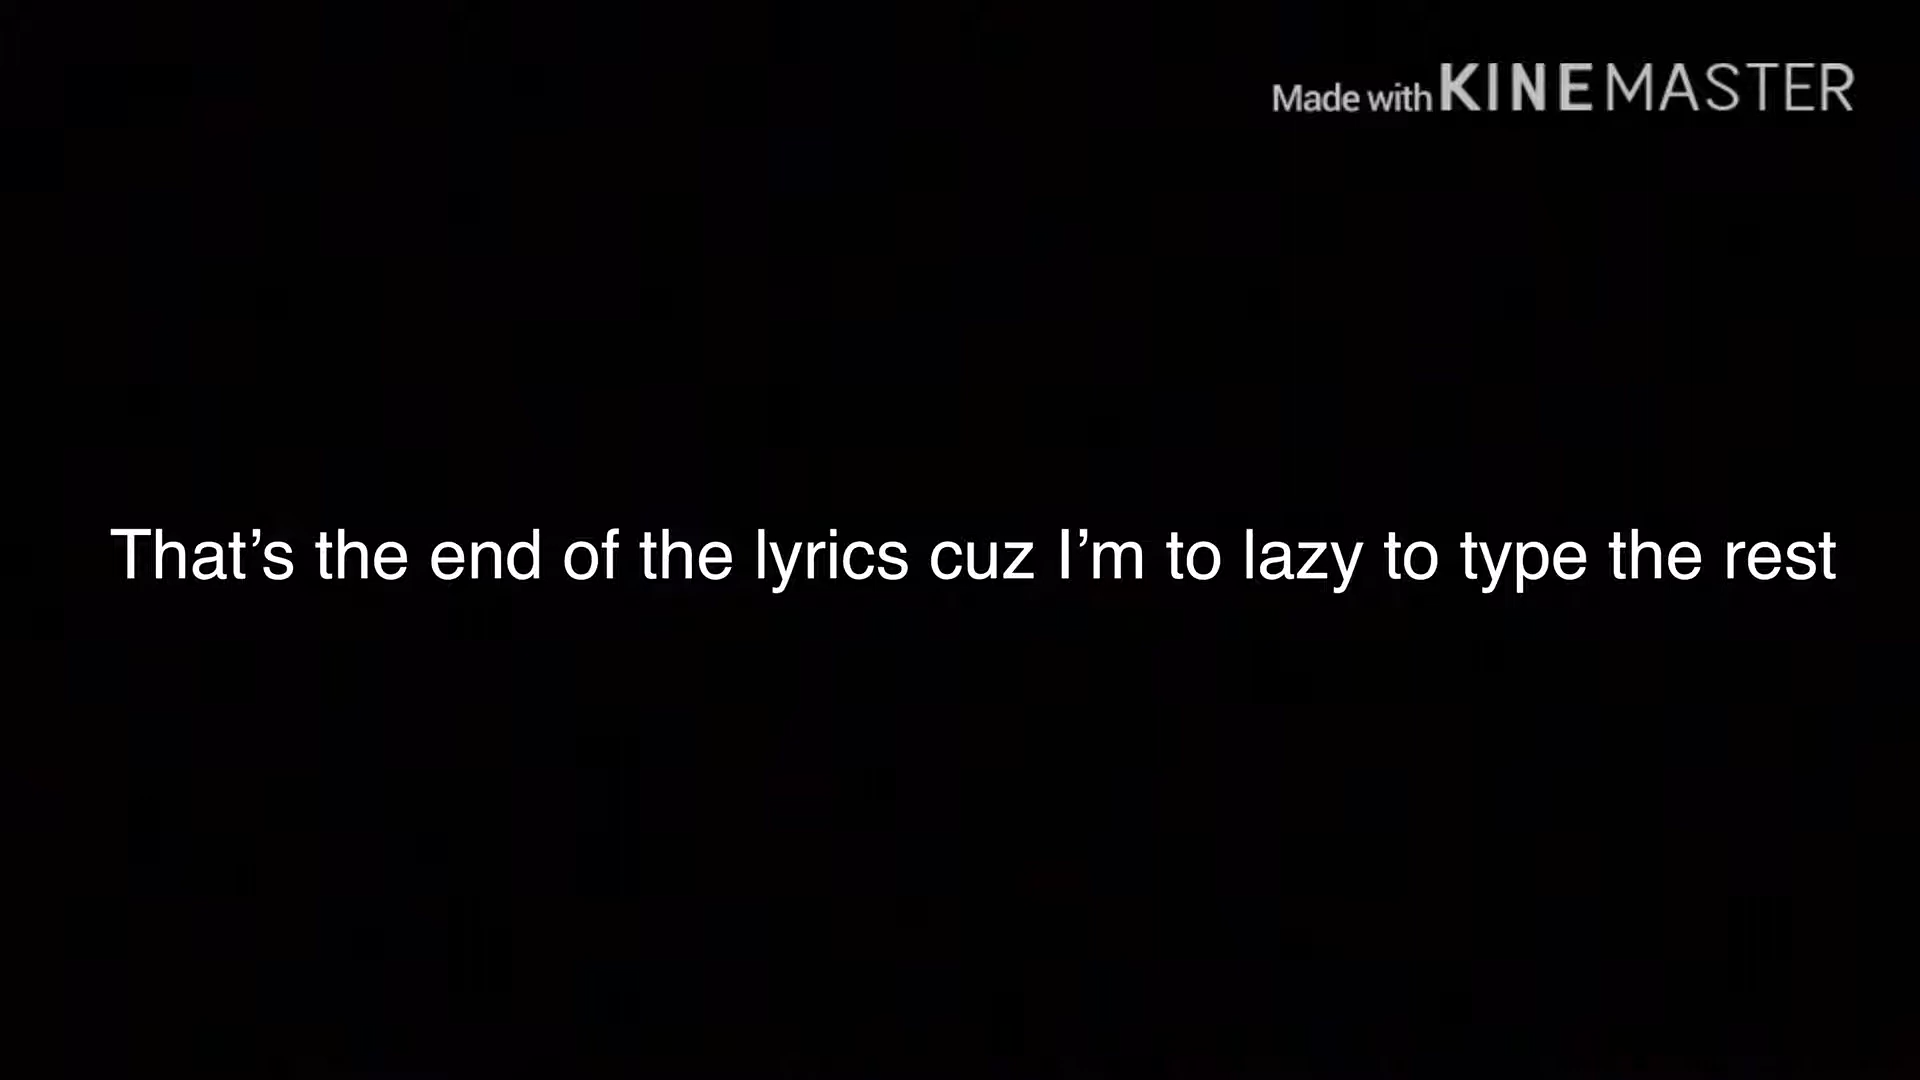 Made with KINEMASTER
That’s the end of the lyrics cuz I’m to lazy to type the rest